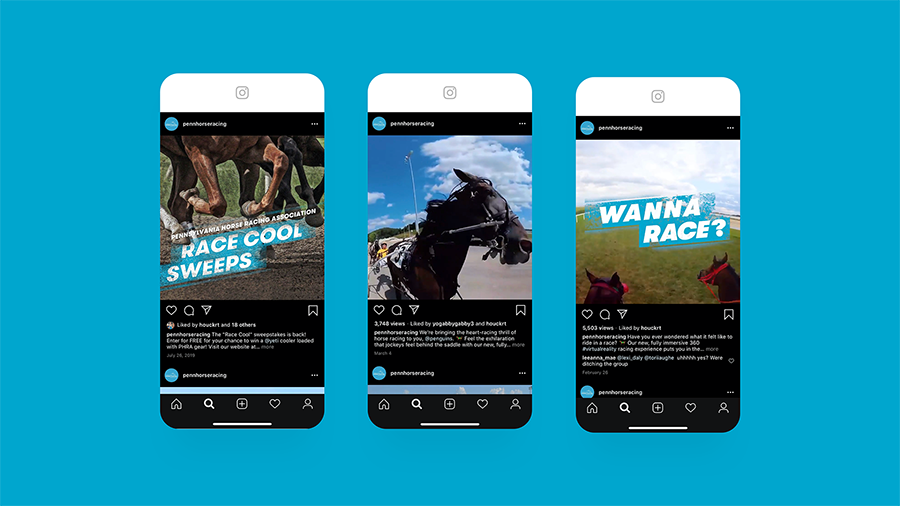 pennhorseracing
PENNSYLVANIA HORSE RACING ASSOCIATION
RACE COOL
SWEEPS
Liked by houckrt and 18 others
pennhorseracing The "Race Cool" sweepstakes is back!
Enter for FREE for your chance to win a @yeti cooler loaded
with PHRA gear! Visit our website at... more
July 26, 2019
pennhorseracing
pennhorseracing
3,748 views · Liked by yogabbygabby3 and houckrt
pennhorseracing We're bringing the heart-racing thrill of
horse racing to you, @penguins. 🐎 Feel the exhilaration
that jockeys feel behind the saddle with our new, fully... more
March 6
pennhorseracing
pennhorseracing
WANNA
RACE?
5,503 views · Liked by houckrt
pennhorseracing Have you ever wondered what it felt like to
ride in a race? 🐎 Our new, fully immersive 360
#virtualreality racing experience puts you in the... more
leeanna_mae @lexi_daly @toriiaughe uhhhhh yes? Were
ditching the group
February 25
pennhorseracing